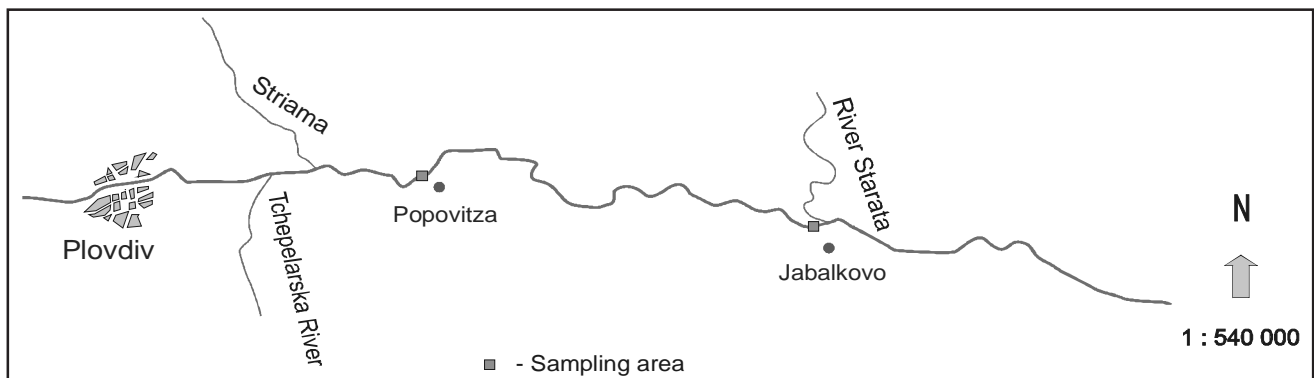 Striama
River Starata
Tchepelarska River
Popovitza
Plovdiv
Jabalkovo
N
1 : 540 000
- Sampling area